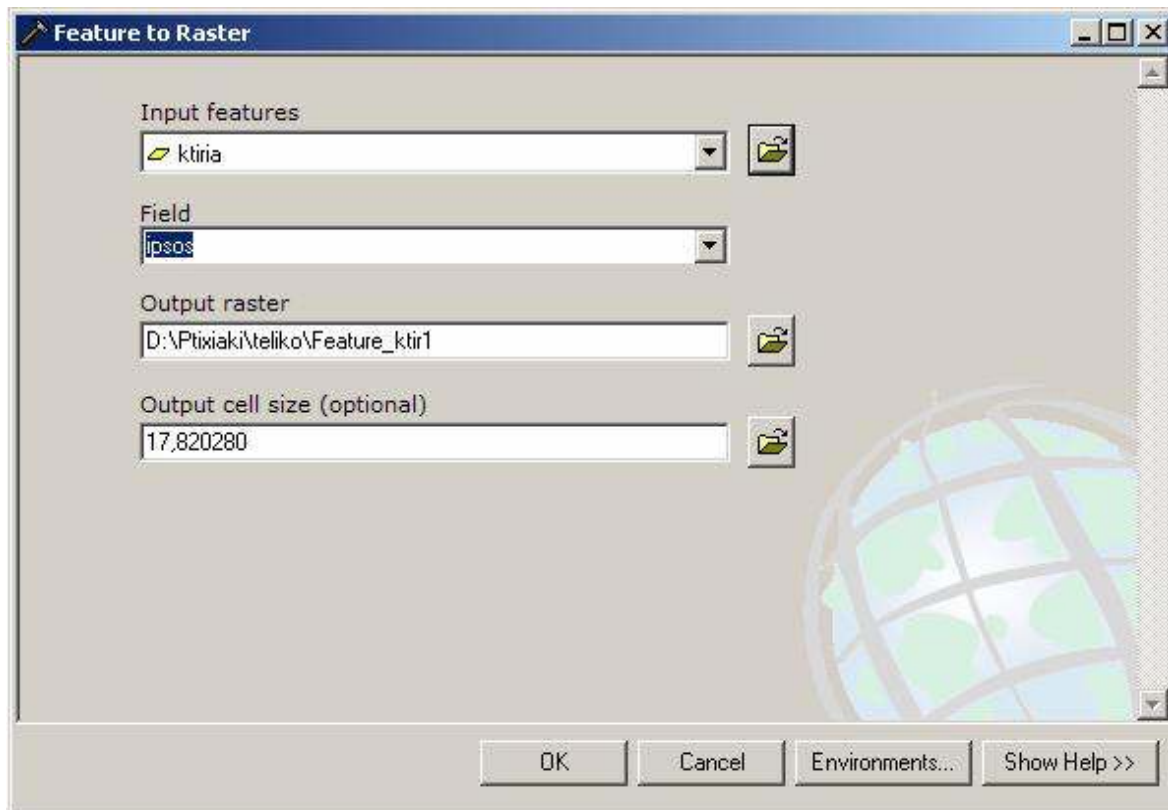 Feature to Raster
Input features
ktiria
Field
ipsos
Output raster
D:\Ptixiaki\teliko\Feature_ktir1
Output cell size (optional)
17,820280
OK
Cancel
Environments...
Show Help >>